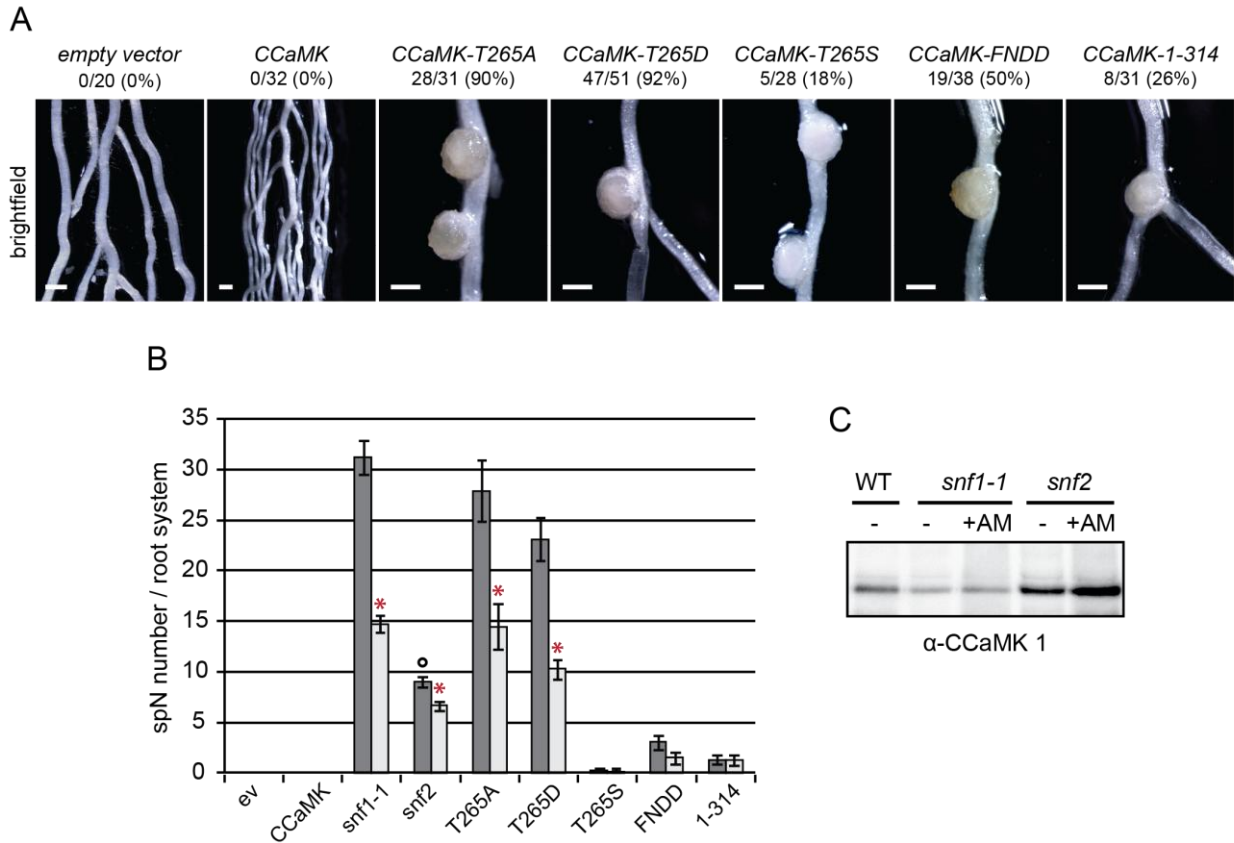 A
empty vector
0/20 (0%)
CCaMK
0/32 (0%)
CCaMK-T265A
28/31 (90%)
CCaMK-T265D
47/51 (92%)
CCaMK-T265S
5/28 (18%)
CCaMK-FNDD
19/38 (50%)
CCaMK-1-314
8/31 (26%)
brightfield
B
spN number / root system
35
30
25
20
15
10
5
0
*
*
*
*
ev
CCaMK
snf1-1
snf2
T265A
T265D
T265S
FNDD
1-314
C
WT snf1-1 snf2
- - +AM - +AM
α-CCaMK 1